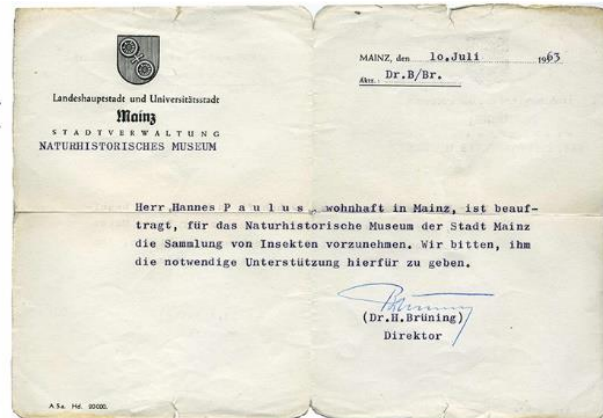 MAINZ, den 10.Juli 1963
Aktz.: Dr.B/Br.
Landeshauptstadt und Universitätsstadt
Mainz
STADTVERWALTUNG
NATURHISTORISCHES MUSEUM
Herr Hannes P a u l u s , wohnhaft in Mainz, ist beauf-
tragt, für das Naturhistorische Museum der Stadt Mainz
die Sammlung von Insekten vorzunehmen. Wir bitten, ihm
die notwendige Unterstützung hierfür zu geben.
Brüning
(Dr.H.Brüning)
Direktor